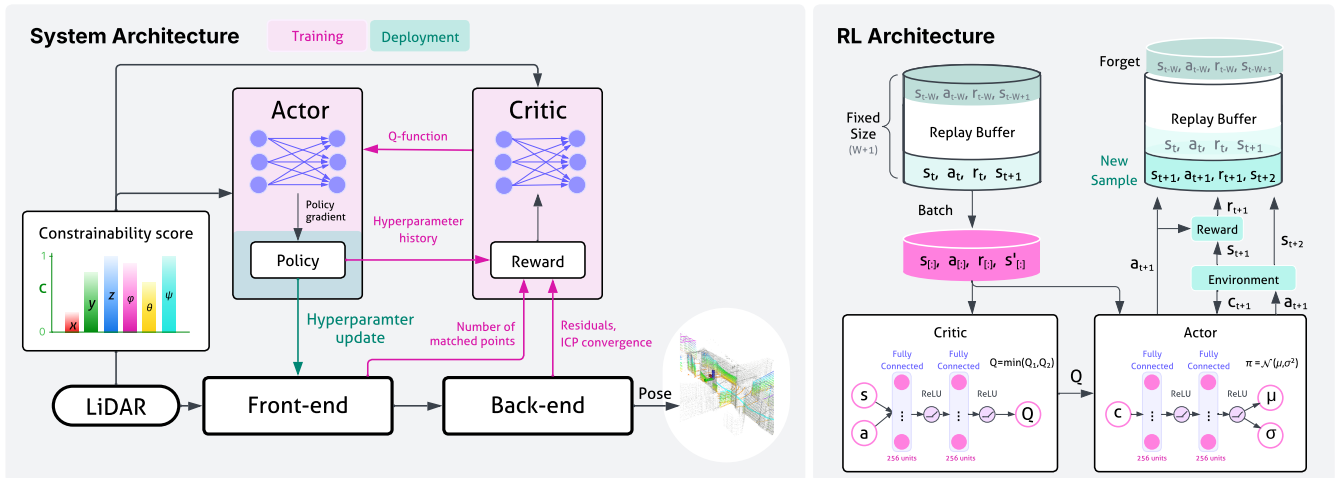 System Architecture
Training
Deployment
Actor
Critic
Q-function
Policy
gradient
Hyperparameter
history
Policy
Reward
Constrainability score
1
C
0
x
y
z
φ
θ
ψ
Hyperparamter
update
Number of
matched points
Residuals,
ICP convergence
LiDAR
Front-end
Back-end
Pose
RL Architecture
Fixed
Size
(W+1)
s_{t-W}, a_{t-W}, r_{t-W}, s_{t-W+1}
Replay Buffer
s_t, a_t, r_t, s_{t+1}
Batch
s_{[:]}, a_{[:]}, r_{[:]}, s'_{[:]}
Forget
s_{t-W}, a_{t-W}, r_{t-W}, s_{t-W+1}
Replay Buffer
s_t, a_t, r_t, s_{t+1}
New
Sample
s_{t+1}, a_{t+1}, r_{t+1}, s_{t+2}
r_{t+1}
Reward
s_{t+1}
s_{t+2}
a_{t+1}
Environment
c_{t+1}
a_{t+1}
Critic
Fully
Connected
Fully
Connected
Q=min(Q_1,Q_2)
ReLU
ReLU
s
a
Q
256 units
256 units
Q
Actor
Fully
Connected
Fully
Connected
π = N(μ,σ²)
ReLU
ReLU
c
μ
σ
256 units
256 units